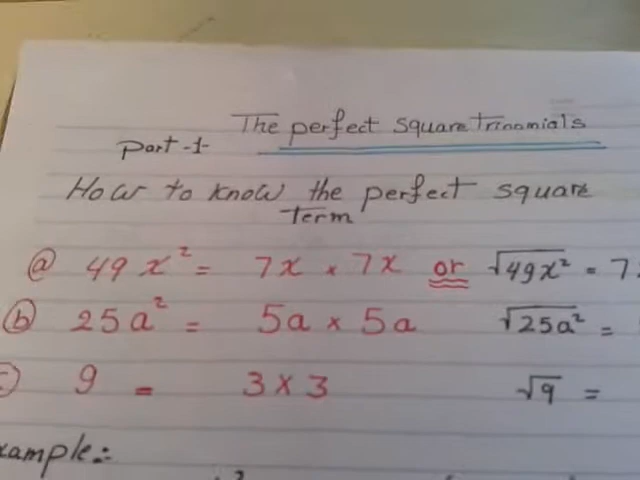 The perfect square Trinomials
Part -1-
How to know the perfect square
Term
(a) 49x² = 7x × 7x or √49x² = 7
(b) 25a² = 5a × 5a √25a² =
9 = 3 × 3 √9 =
xample:-